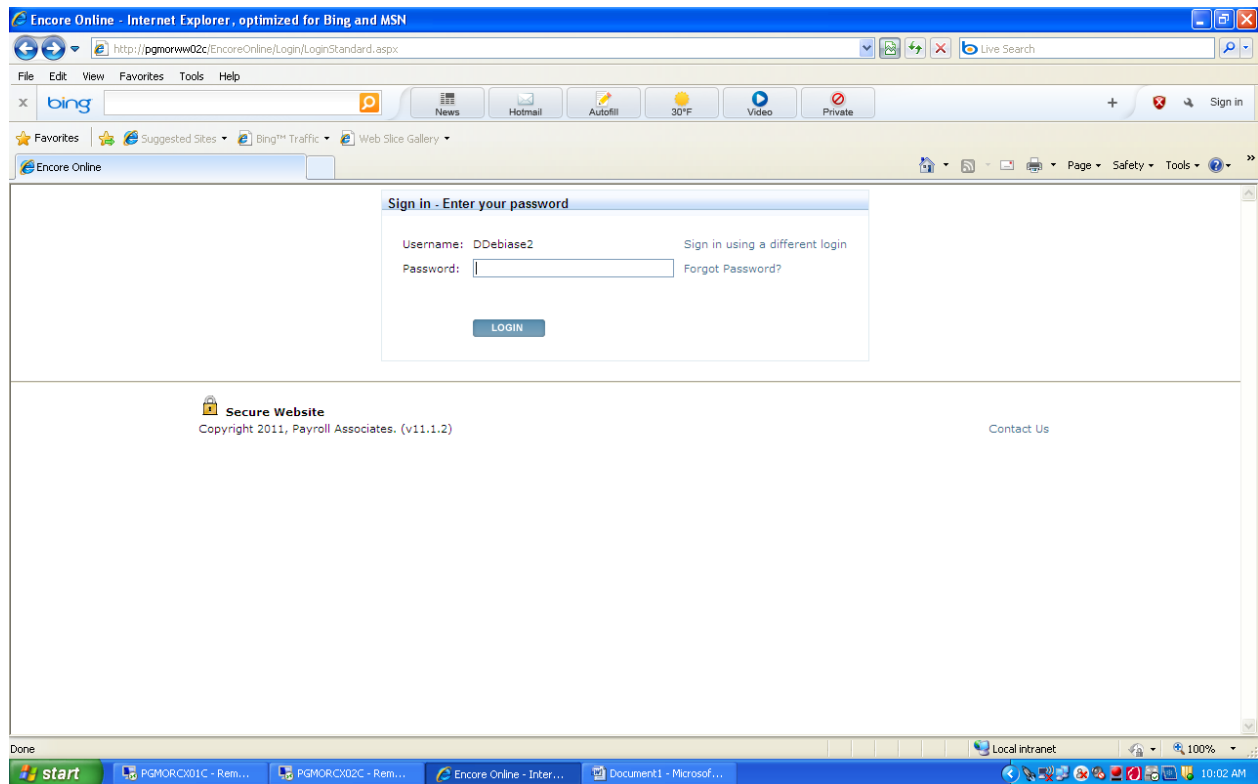 Encore Online - Internet Explorer, optimized for Bing and MSN
http://pgmorww02c/EncoreOnline/Login/LoginStandard.aspx
Live Search
File Edit View Favorites Tools Help
x bing News Hotmail Autofill 30°F Video Private + Sign in
Favorites Suggested Sites Bing™ Traffic Web Slice Gallery
Encore Online Page Safety Tools »
Sign in - Enter your password
Username: DDebiase2 Sign in using a different login
Password: Forgot Password?
LOGIN
Secure Website
Copyright 2011, Payroll Associates. (v11.1.2) Contact Us
Done Local intranet 100%
start PGMORCX01C - Rem... PGMORCX02C - Rem... Encore Online - Inter... Document1 - Microsof... 10:02 AM